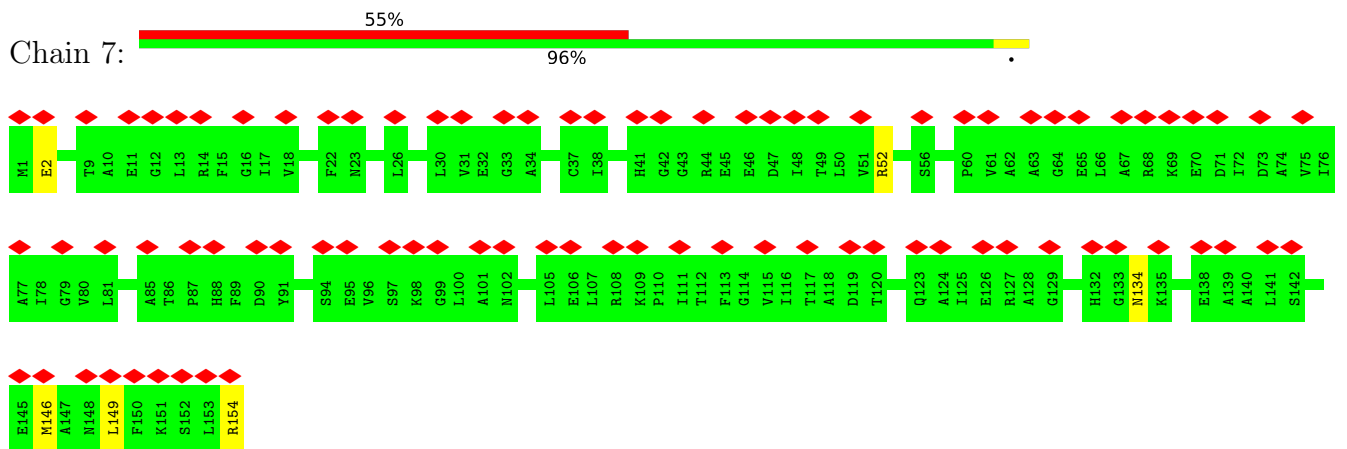 55%
Chain 7:
96%
.
M1 E2 T9 A10 E11 G12 L13 R14 F15 G16 I17 V18 F22 N23 L26 L30 V31 E32 G33 A34 C37 I38 H41 G42 G43 R44 E45 E46 D47 I48 T49 L50 V51 R52 S56 P60 V61 A62 A63 G64 E65 L66 A67 R68 K69 E70 D71 I72 D73 A74 V75 I76
A77 I78 G79 V80 L81 A85 T86 P87 H88 F89 D90 Y91 S94 E95 V96 S97 K98 G99 L100 A101 N102 L105 E106 L107 R108 K109 P110 I111 T112 F113 G114 V115 I116 T117 A118 D119 T120 Q123 A124 I125 E126 R127 A128 G129 H132 G133 N134 K135 E138 A139 A140 L141 S142
E145 M146 A147 N148 L149 F150 K151 S152 L153 R154